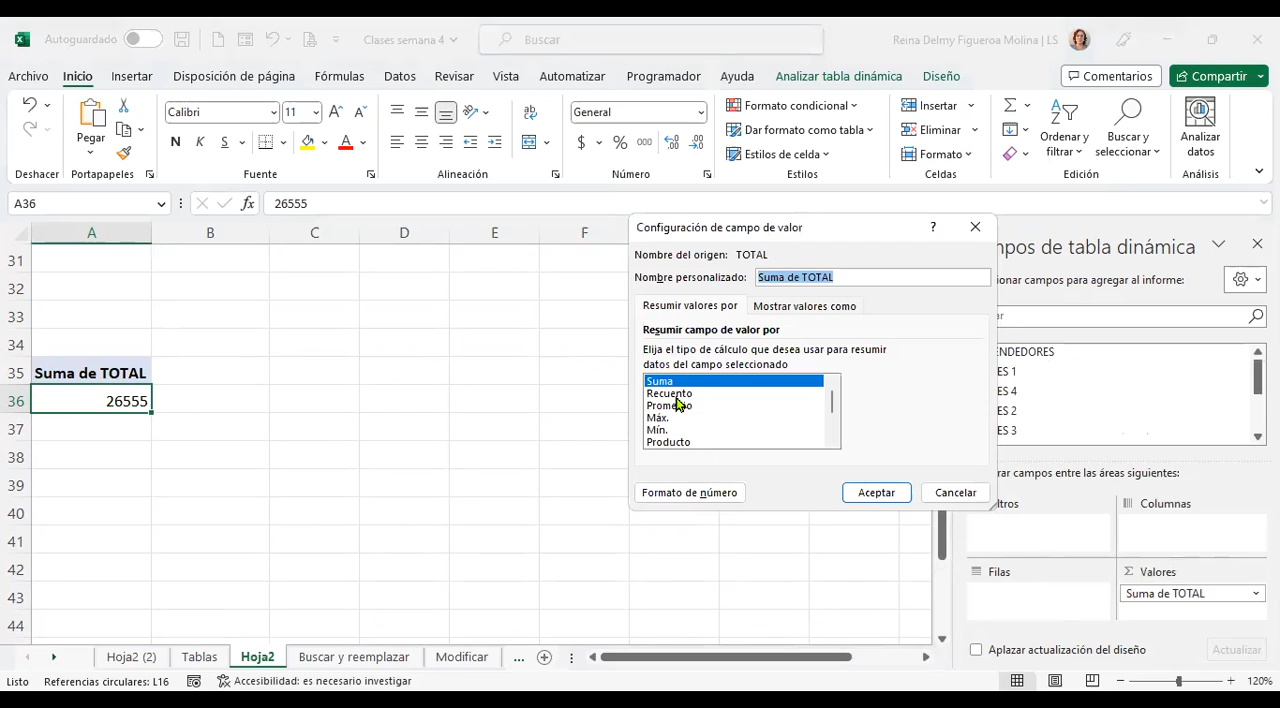 Autoguardado
Clases semana 4
Buscar
Reina Delmy Figueroa Molina | LS
Archivo Inicio Insertar Disposición de página Fórmulas Datos Revisar Vista Automatizar Programador Ayuda Analizar tabla dinámica Diseño Comentarios Compartir
Pegar
Calibri 11
N K S
General
$ % 000
Formato condicional
Dar formato como tabla
Estilos de celda
Insertar
Eliminar
Formato
Ordenar y filtrar
Buscar y seleccionar
Analizar datos
Deshacer Portapapeles Fuente Alineación Número Estilos Celdas Edición Análisis
A36 fx 26555
A B C D E F
31
32
33
34
35 Suma de TOTAL
36 26555
37
38
39
40
41
42
43
44
Configuración de campo de valor ?
Nombre del origen: TOTAL
Nombre personalizado: Suma de TOTAL
Resumir valores por Mostrar valores como
Resumir campo de valor por
Elija el tipo de cálculo que desea usar para resumir
datos del campo seleccionado
Suma
Recuento
Promedio
Máx.
Mín.
Producto
Formato de número Aceptar Cancelar
mpos de tabla dinámica
ionar campos para agregar al informe:
ar
ENDEDORES
ES 1
ES 4
ES 2
ES 3
rar campos entre las áreas siguientes:
ltros Columnas
Filas Σ Valores
Suma de TOTAL
Aplazar actualización del diseño Actualizar
Hoja2 (2) Tablas Hoja2 Buscar y reemplazar Modificar ...
Listo Referencias circulares: L16 Accesibilidad: es necesario investigar 120%